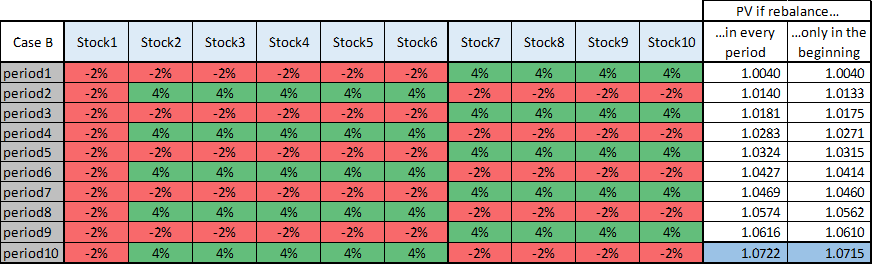 PV if rebalance…
Case B Stock1 Stock2 Stock3 Stock4 Stock5 Stock6 Stock7 Stock8 Stock9 Stock10 …in every period …only in the beginning
period1 -2% -2% -2% -2% -2% -2% 4% 4% 4% 4% 1.0040 1.0040
period2 -2% 4% 4% 4% 4% 4% -2% -2% -2% -2% 1.0140 1.0133
period3 -2% -2% -2% -2% -2% -2% 4% 4% 4% 4% 1.0181 1.0175
period4 -2% 4% 4% 4% 4% 4% -2% -2% -2% -2% 1.0283 1.0271
period5 -2% -2% -2% -2% -2% -2% 4% 4% 4% 4% 1.0324 1.0315
period6 -2% 4% 4% 4% 4% 4% -2% -2% -2% -2% 1.0427 1.0414
period7 -2% -2% -2% -2% -2% -2% 4% 4% 4% 4% 1.0469 1.0460
period8 -2% 4% 4% 4% 4% 4% -2% -2% -2% -2% 1.0574 1.0562
period9 -2% -2% -2% -2% -2% -2% 4% 4% 4% 4% 1.0616 1.0610
period10 -2% 4% 4% 4% 4% 4% -2% -2% -2% -2% 1.0722 1.0715